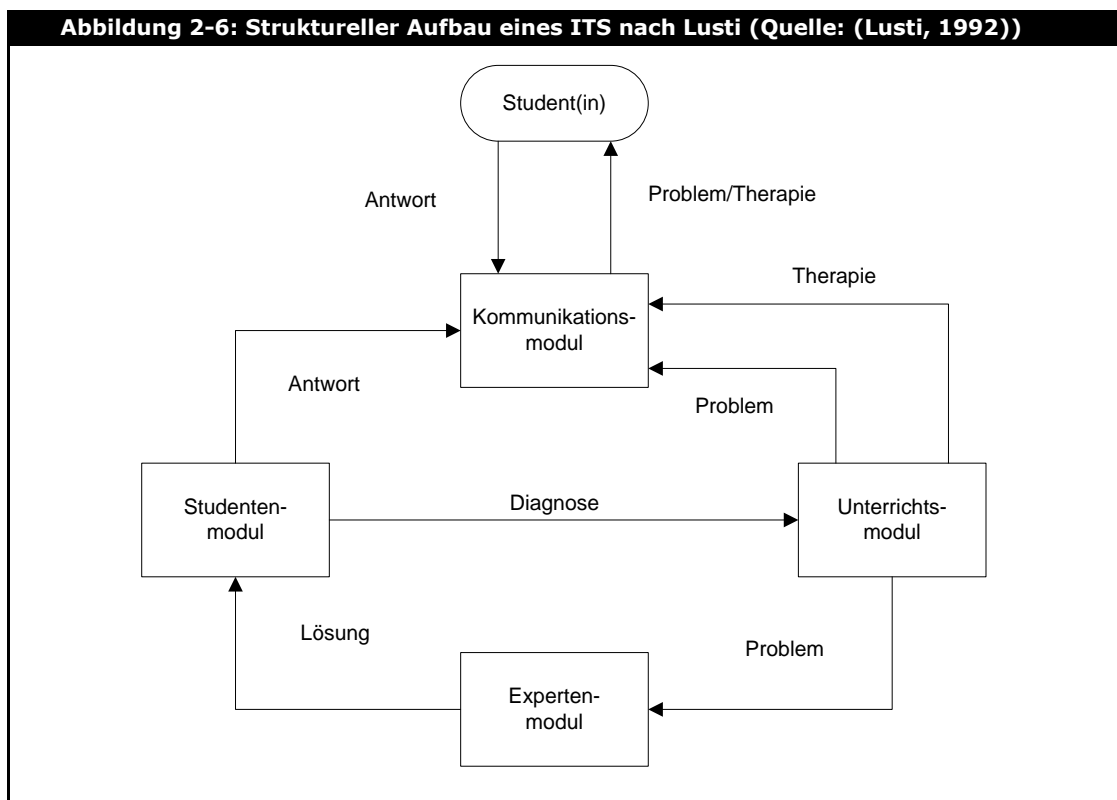 Abbildung 2-6: Struktureller Aufbau eines ITS nach Lusti (Quelle: (Lusti, 1992))
Student(in)
Antwort
Problem/Therapie
Therapie
Kommunikations-
modul
Antwort
Problem
Studenten-
modul
Diagnose
Unterrichts-
modul
Lösung
Problem
Experten-
modul